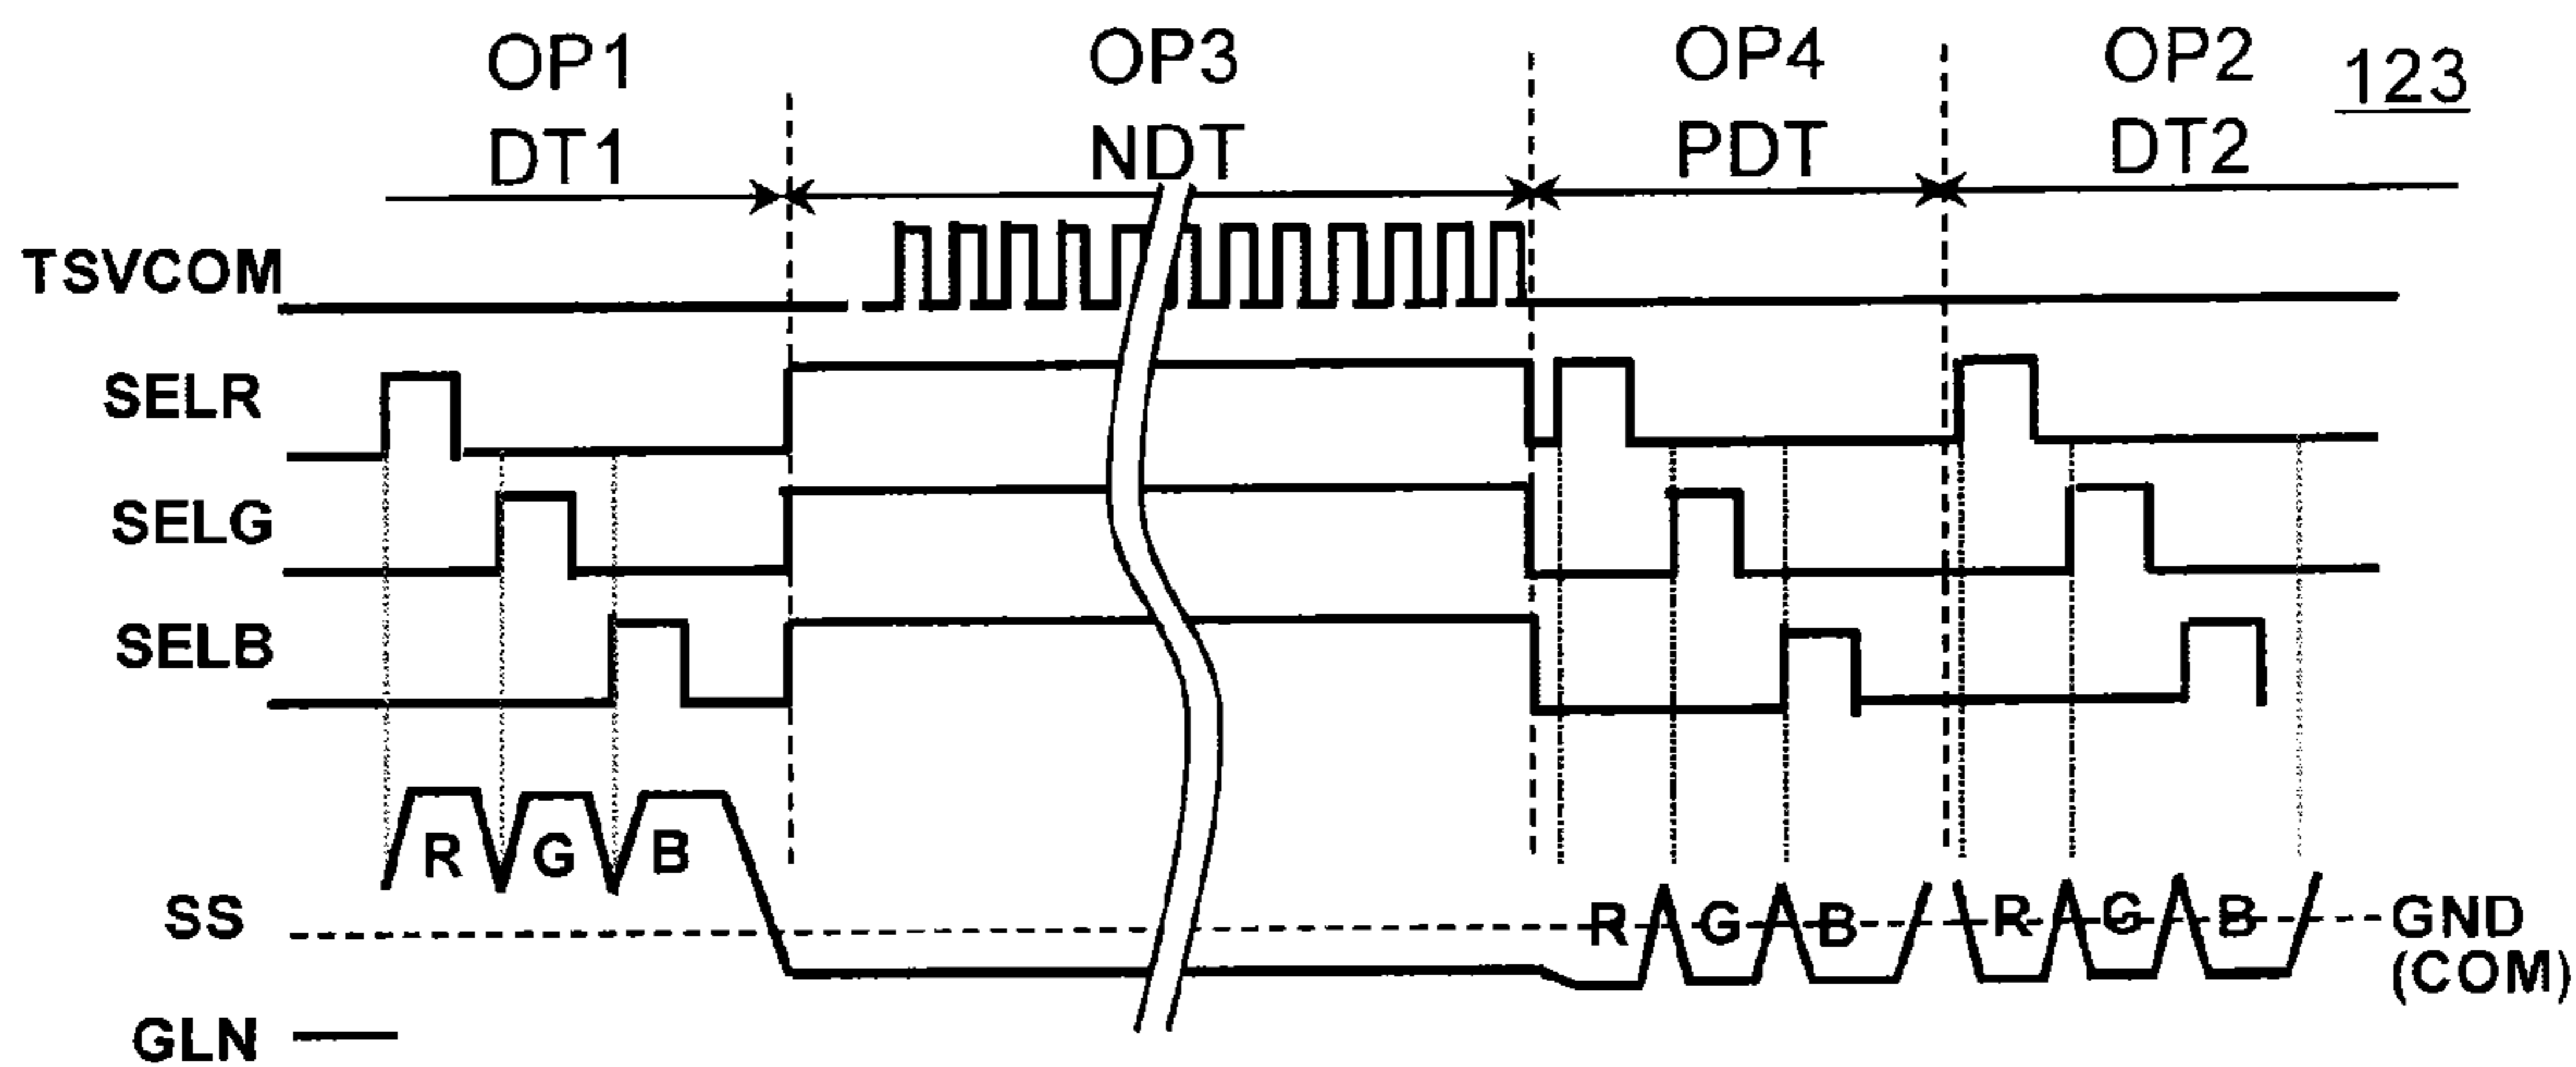 OP1 OP3 OP4 OP2 123
DT1 NDT PDT DT2
TSVCOM
SELR
SELG
SELB
R G B
SS R G B R G B GND
(COM)
GLN